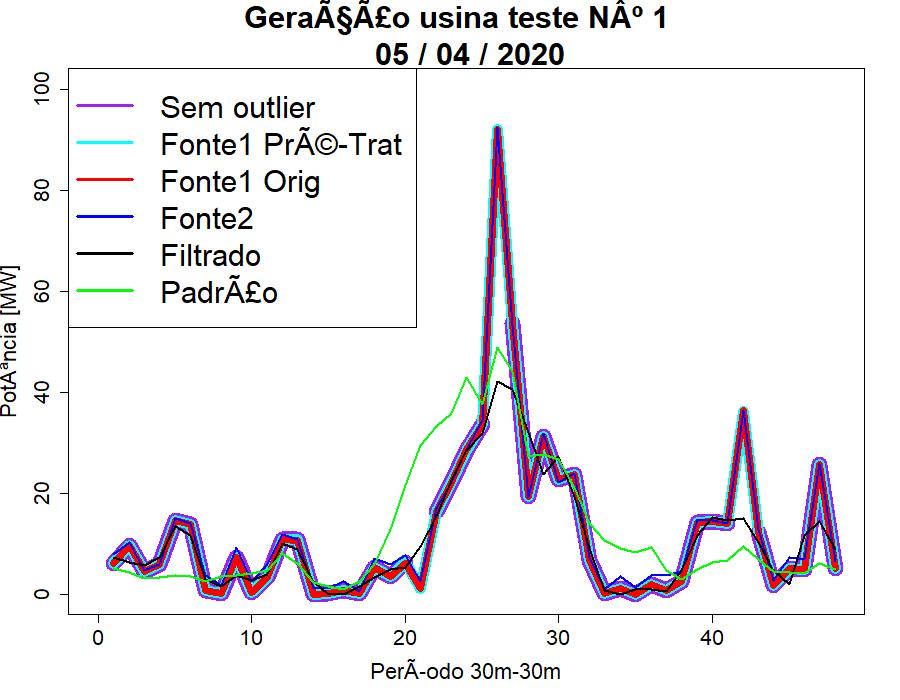 GeraÃ§Ã£o usina teste NÂº 1
05 / 04 / 2020
Sem outlier
Fonte1 PrÃ©-Trat
Fonte1 Orig
Fonte2
Filtrado
PadrÃ£o
PotÃªncia [MW]
100
80
60
40
20
0
0 10 20 30 40
PerÃ-odo 30m-30m